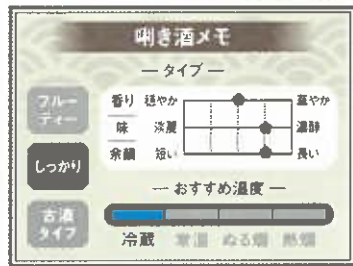 唎き酒メモ
― タイプ ―
フルー
ティー
しっかり
古酒
タイプ
香り 穏やか 華やか
味 淡麗 濃醇
余韻 短い 長い
― おすすめ温度 ―
冷蔵 常温 ぬる燗 熱燗